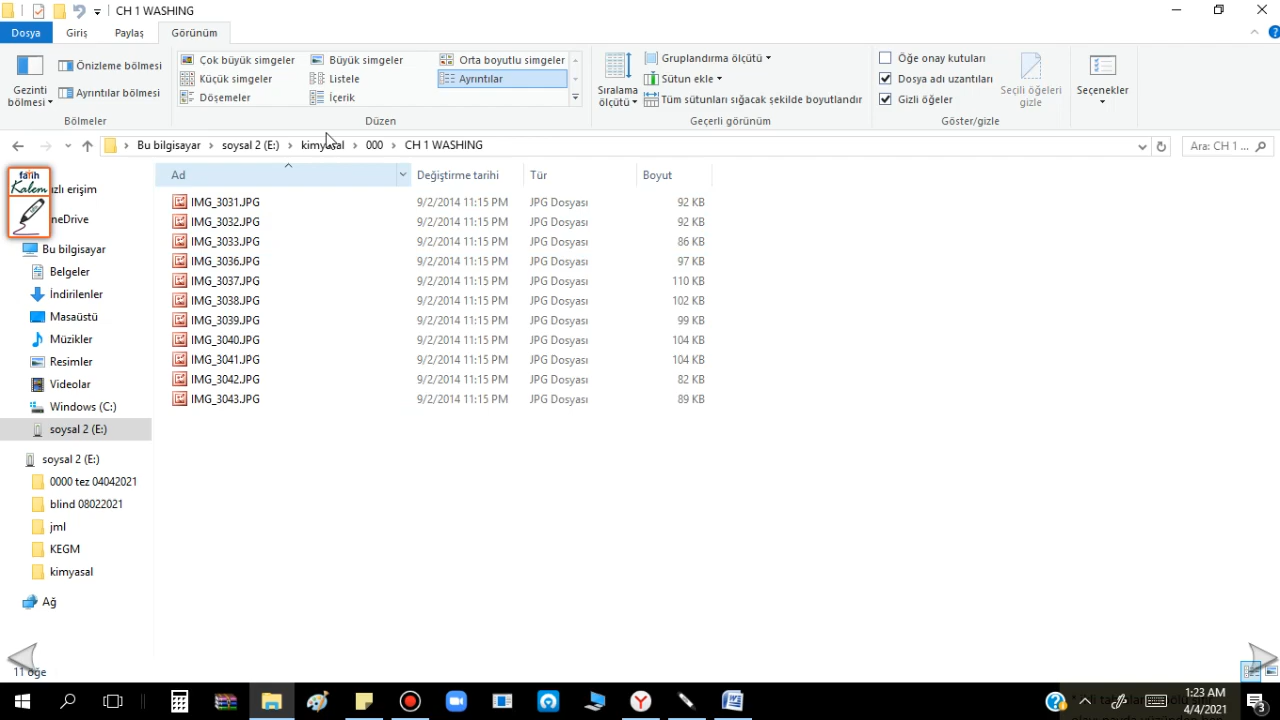 CH 1 WASHING
Dosya Giriş Paylaş Görünüm
Gezinti bölmesi
Önizleme bölmesi
Ayrıntılar bölmesi
Bölmeler
Çok büyük simgeler Büyük simgeler Orta boyutlu simgeler
Küçük simgeler Listele Ayrıntılar
Döşemeler İçerik
Düzen
Sıralama ölçütü
Gruplandırma ölçütü
Sütun ekle
Tüm sütunları sığacak şekilde boyutlandır
Geçerli görünüm
Öğe onay kutuları
Dosya adı uzantıları
Gizli öğeler
Seçili öğeleri gizle
Göster/gizle
Seçenekler
Bu bilgisayar soysal 2 (E:) kimyasal 000 CH 1 WASHING
Ara: CH 1 ...
fatih
Kalem
ızlı erişim
neDrive
Bu bilgisayar
Belgeler
İndirilenler
Masaüstü
Müzikler
Resimler
Videolar
Windows (C:)
soysal 2 (E:)
soysal 2 (E:)
0000 tez 04042021
blind 08022021
jml
KEGM
kimyasal
Ağ
Ad Değiştirme tarihi Tür Boyut
IMG_3031.JPG 9/2/2014 11:15 PM JPG Dosyası 92 KB
IMG_3032.JPG 9/2/2014 11:15 PM JPG Dosyası 92 KB
IMG_3033.JPG 9/2/2014 11:15 PM JPG Dosyası 86 KB
IMG_3036.JPG 9/2/2014 11:15 PM JPG Dosyası 97 KB
IMG_3037.JPG 9/2/2014 11:15 PM JPG Dosyası 110 KB
IMG_3038.JPG 9/2/2014 11:15 PM JPG Dosyası 102 KB
IMG_3039.JPG 9/2/2014 11:15 PM JPG Dosyası 99 KB
IMG_3040.JPG 9/2/2014 11:15 PM JPG Dosyası 104 KB
IMG_3041.JPG 9/2/2014 11:15 PM JPG Dosyası 104 KB
IMG_3042.JPG 9/2/2014 11:15 PM JPG Dosyası 82 KB
IMG_3043.JPG 9/2/2014 11:15 PM JPG Dosyası 89 KB
11 öğe
1:23 AM
4/4/2021
3